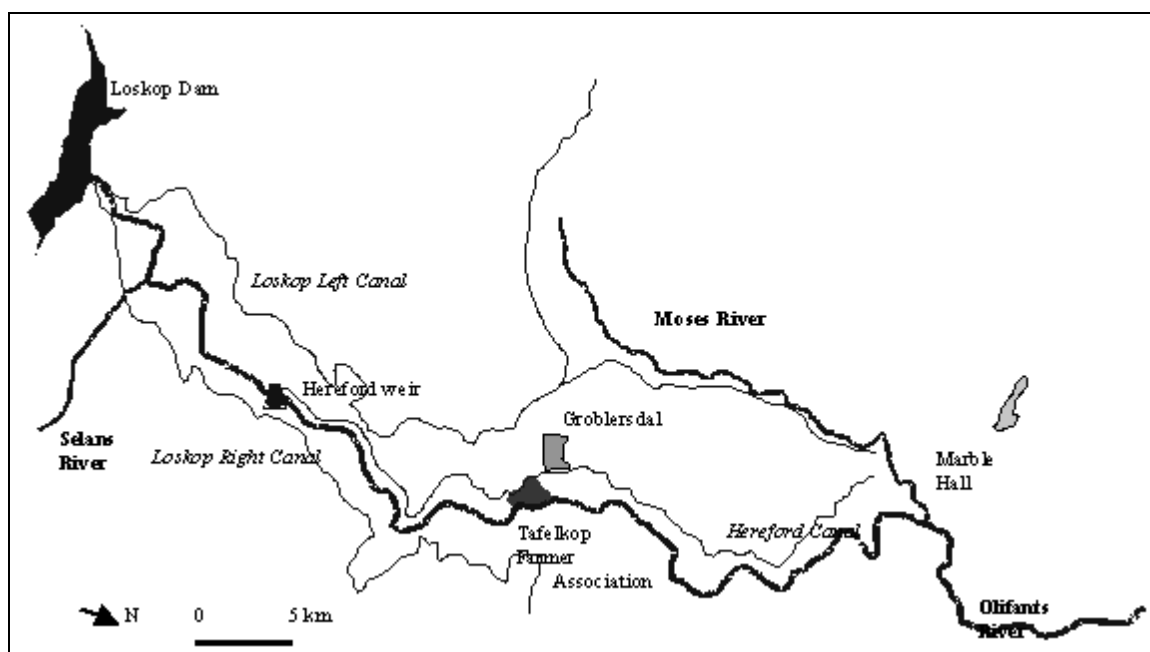 Loskop Dam
Loskop Left Canal
Moses River
Hereford weir
Groblersdal
Selans
River
Loskop Right Canal
Marble
Hall
Hereford Canal
Tafelkop
Farmer
Association
N
0 5 km
Olifants
River